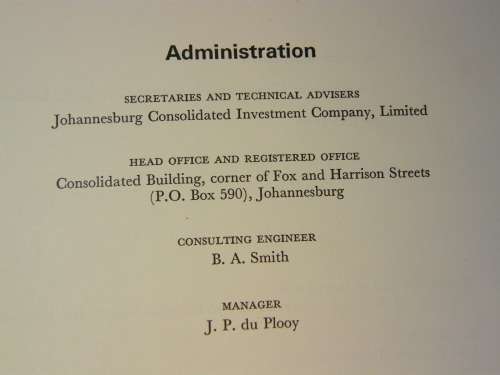 Administration
SECRETARIES AND TECHNICAL ADVISERS
Johannesburg Consolidated Investment Company, Limited
HEAD OFFICE AND REGISTERED OFFICE
Consolidated Building, corner of Fox and Harrison Streets
(P.O. Box 590), Johannesburg
CONSULTING ENGINEER
B. A. Smith
MANAGER
J. P. du Plooy